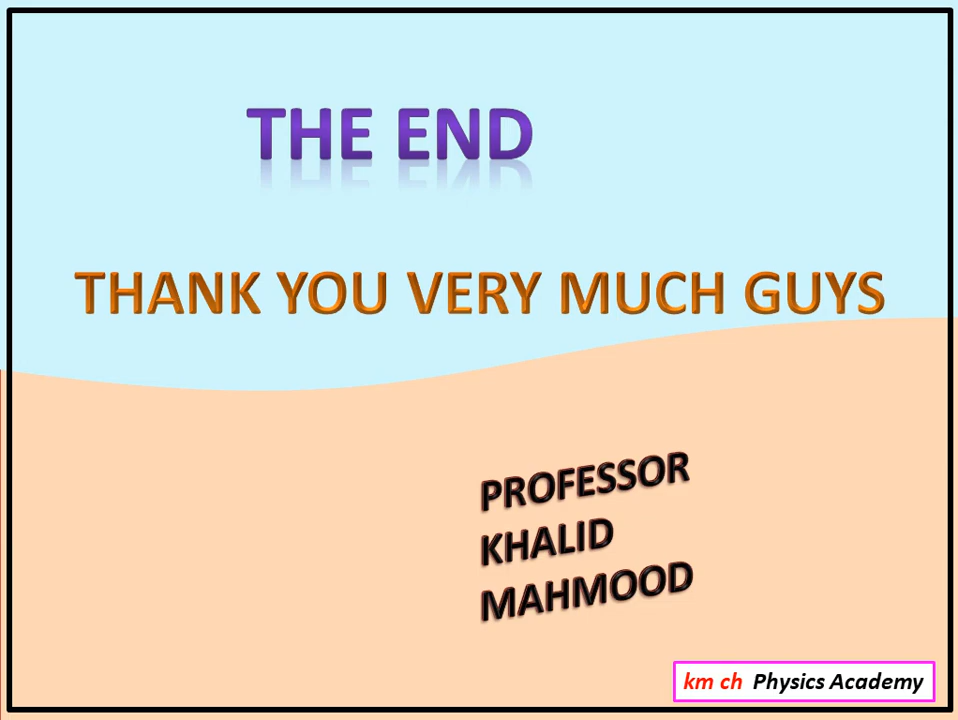 THE END
THANK YOU VERY MUCH GUYS
PROFESSOR
KHALID
MAHMOOD
km ch Physics Academy